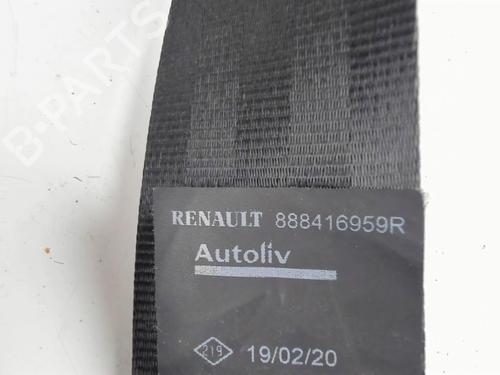 B-PARTS
RENAULT 888416959R
Autoliv
219 19/02/20